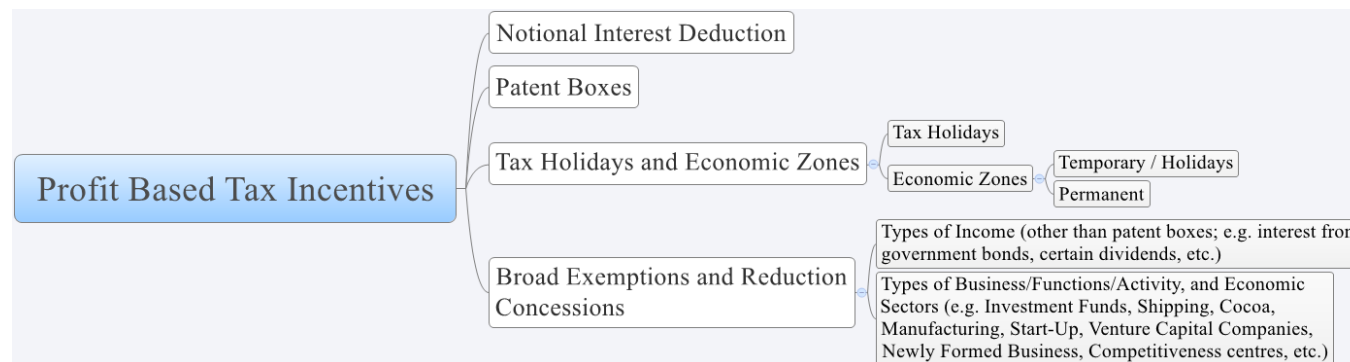 Profit Based Tax Incentives
Notional Interest Deduction
Patent Boxes
Tax Holidays and Economic Zones
Tax Holidays
Economic Zones
Temporary / Holidays
Permanent
Broad Exemptions and Reduction
Concessions
Types of Income (other than patent boxes; e.g. interest
government bonds, certain dividends, etc.)
Types of Business/Functions/Activity, and Economic
Sectors (e.g. Investment Funds, Shipping, Cocoa,
Manufacturing, Start-Up, Venture Capital Companies,
Newly Formed Business, Competitiveness centres, etc.)